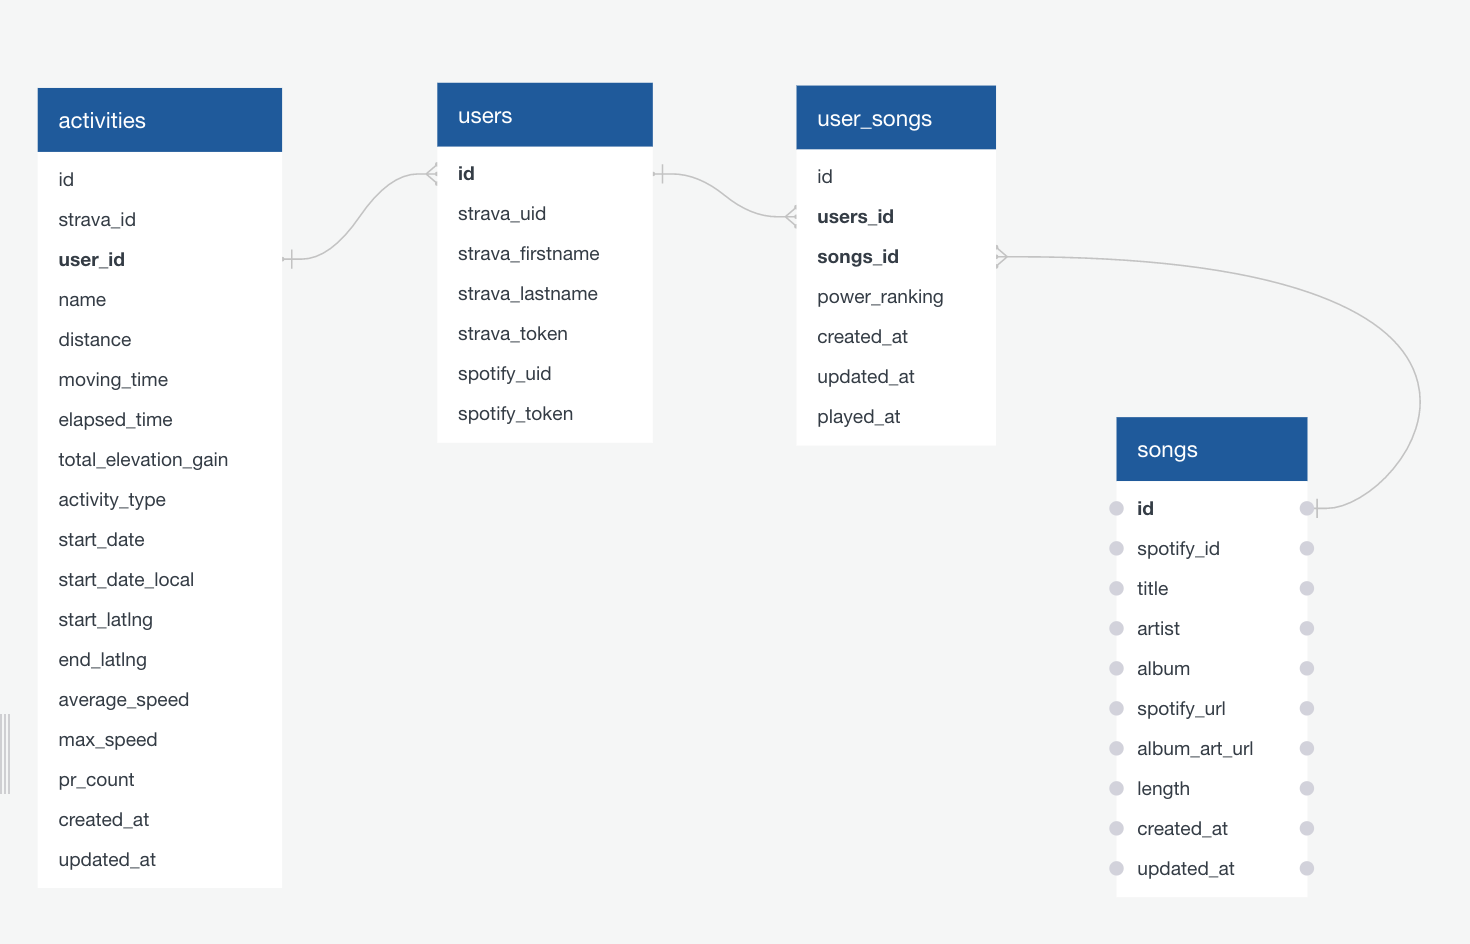 activities
id
strava_id
user_id
name
distance
moving_time
elapsed_time
total_elevation_gain
activity_type
start_date
start_date_local
start_latlng
end_latlng
average_speed
max_speed
pr_count
created_at
updated_at
users
id
strava_uid
strava_firstname
strava_lastname
strava_token
spotify_uid
spotify_token
user_songs
id
users_id
songs_id
power_ranking
created_at
updated_at
played_at
songs
id
spotify_id
title
artist
album
spotify_url
album_art_url
length
created_at
updated_at